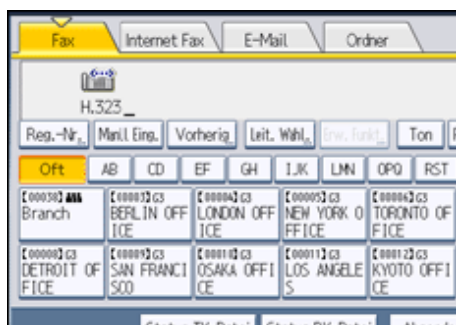 Fax Internet Fax E-Mail Ordner
H.323_
Reg.-Nr. Manl.Eing. Vorherig. Leit. Wähl. Erw. Funkt. Ton
Oft AB CD EF GH IJK LMN OPQ RST
[00030] [00003]G3 [00004]G3 [00005]G3 [00006]G3
Branch BERLIN OFF LONDON OFF NEW YORK O TORONTO OF
ICE ICE FFICE FICE
[00008]G3 [00009]G3 [00010]G3 [00011]G3 [00012]G3
DETROIT OF SAN FRANCI OSAKA OFFI LOS ANGELE KYOTO OFFI
FICE SCO CE S CE